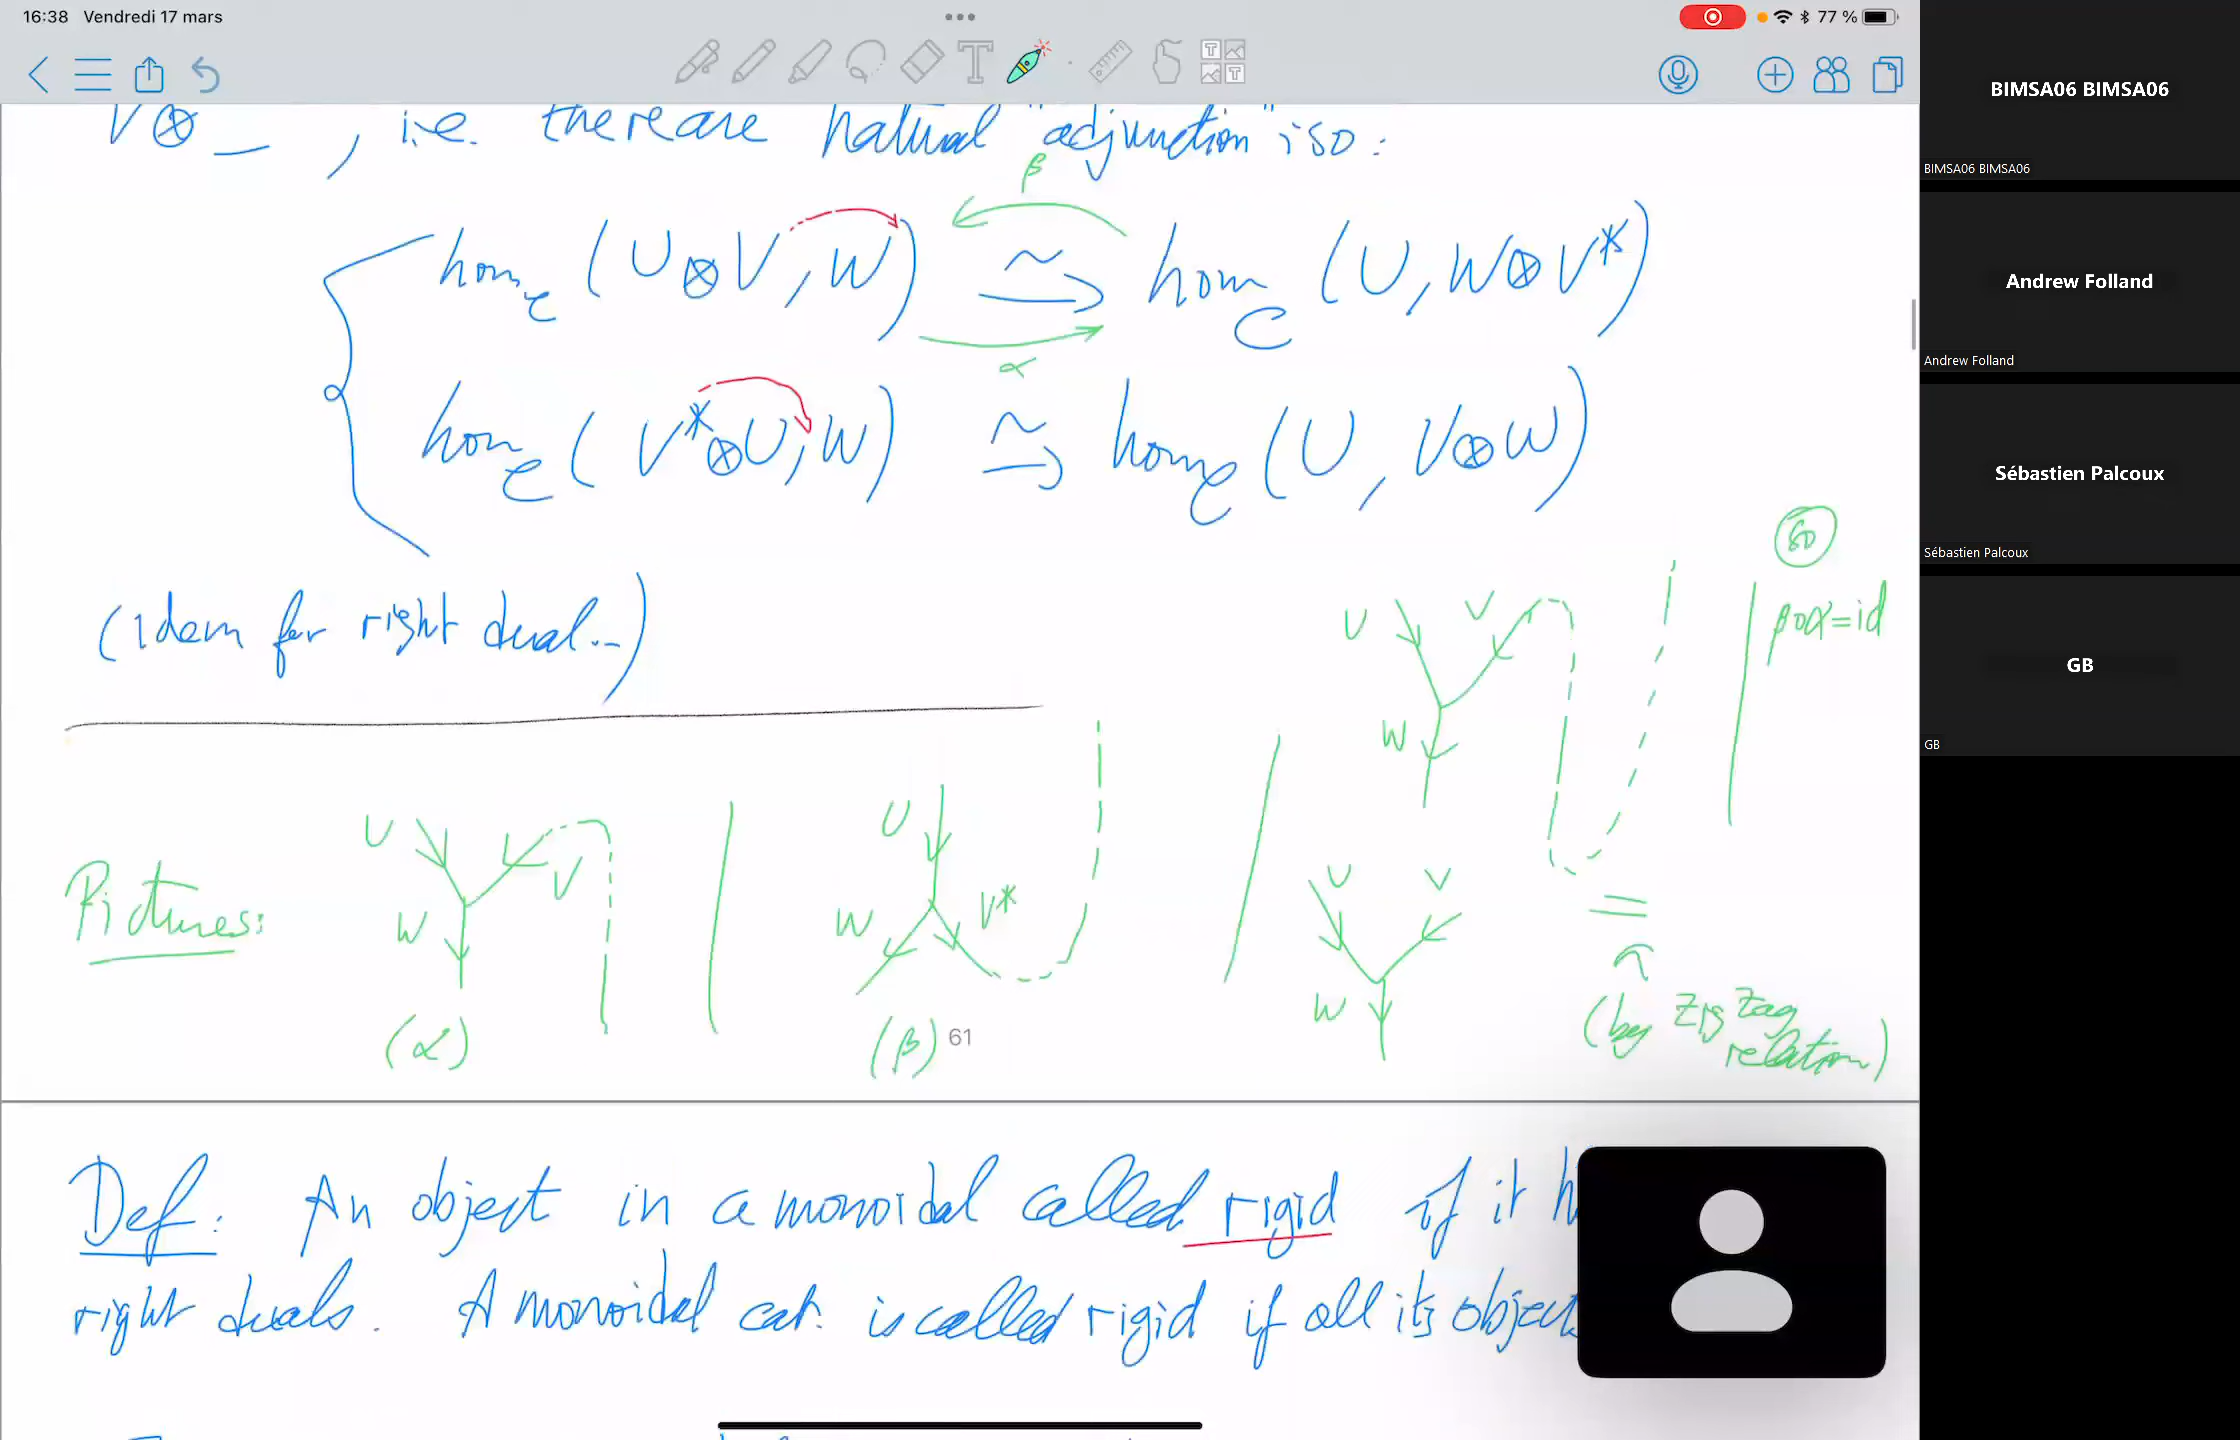 16:38 Vendredi 17 mars
77 %
V⊗_ , i.e. there are natural "adjunction" iso:
β
hom_C (U⊗V, W) ≃ hom_C (U, W⊗V*)
α
α
hom_C (V*⊗U, W) ≃ hom_C (U, V⊗W)
(Idem for right dual...)
so
β∘α=id
U V
W
Pictures:
U V
W
(α)
U
W V*
(β)
61
U V
W
=
(by zigzag
relation)
Def: An object in a monoidal called rigid if it h
right duals. A monoidal cat. is called rigid if all its object
BIMSA06 BIMSA06
BIMSA06 BIMSA06
Andrew Folland
Andrew Folland
Sébastien Palcoux
Sébastien Palcoux
GB
GB